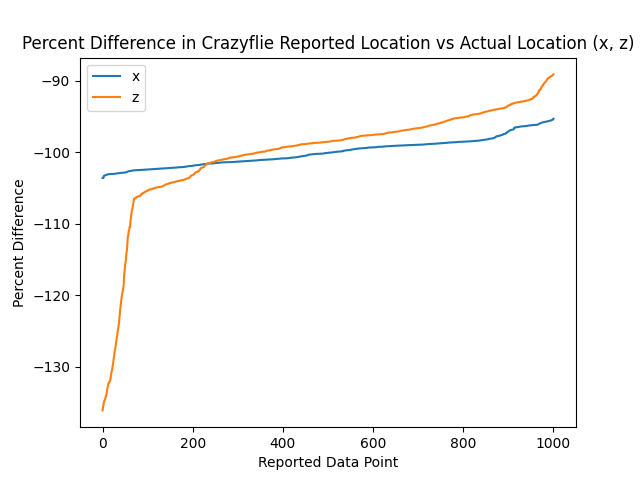 Percent Difference in Crazyflie Reported Location vs Actual Location (x, z)
x
z
Percent Difference
−90
−100
−110
−120
−130
0 200 400 600 800 1000
Reported Data Point